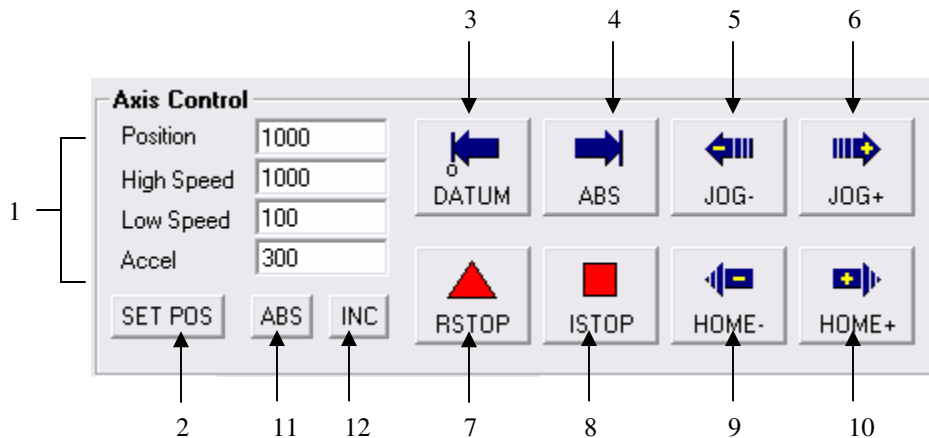 3 4 5 6
Axis Control
Position 1000
High Speed 1000
Low Speed 100
Accel 300
1
DATUM ABS JOG- JOG+
SET POS ABS INC
RSTOP ISTOP HOME- HOME+
2 11 12 7 8 9 10